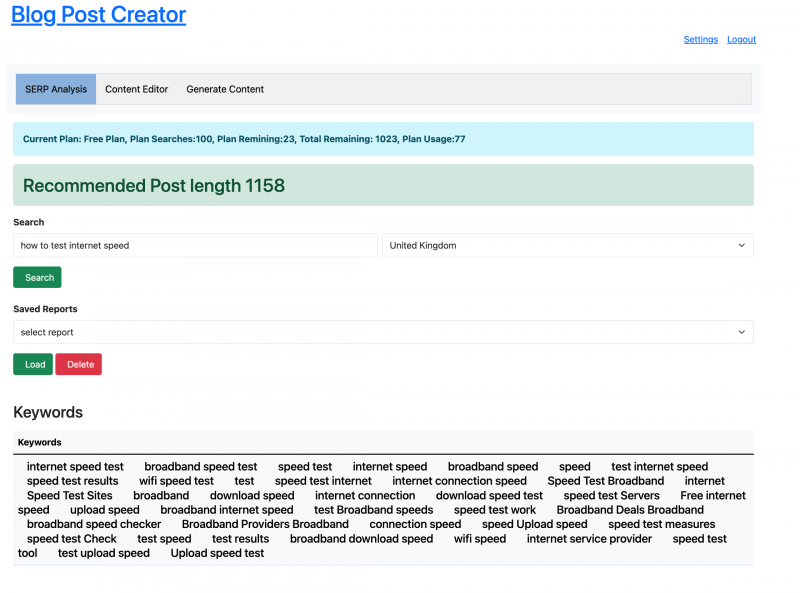 Blog Post Creator
Settings Logout
SERP Analysis Content Editor Generate Content
Current Plan: Free Plan, Plan Searches:100, Plan Remining:23, Total Remaining: 1023, Plan Usage:77
Recommended Post length 1158
Search
how to test internet speed United Kingdom
Search
Saved Reports
select report
Load Delete
Keywords
Keywords
internet speed test broadband speed test speed test internet speed broadband speed speed test internet speed
speed test results wifi speed test test speed test internet internet connection speed Speed Test Broadband internet
Speed Test Sites broadband download speed internet connection download speed test speed test Servers Free internet
speed upload speed broadband internet speed test Broadband speeds speed test work Broadband Deals Broadband
broadband speed checker Broadband Providers Broadband connection speed speed Upload speed speed test measures
speed test Check test speed test results broadband download speed wifi speed internet service provider speed test
tool test upload speed Upload speed test